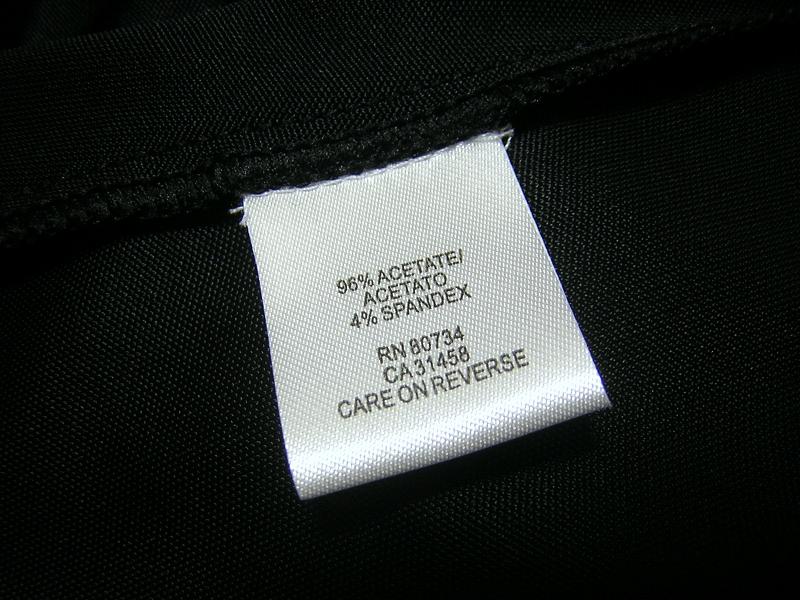 96% ACETATE/
ACETATO
4% SPANDEX
RN 80734
CA 31458
CARE ON REVERSE